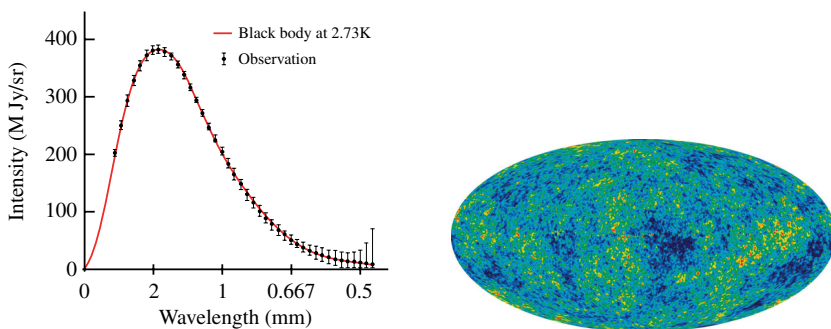 400
300
200
100
0
Intensity (M Jy/sr)
Black body at 2.73K
Observation
0 2 1 0.667 0.5
Wavelength (mm)